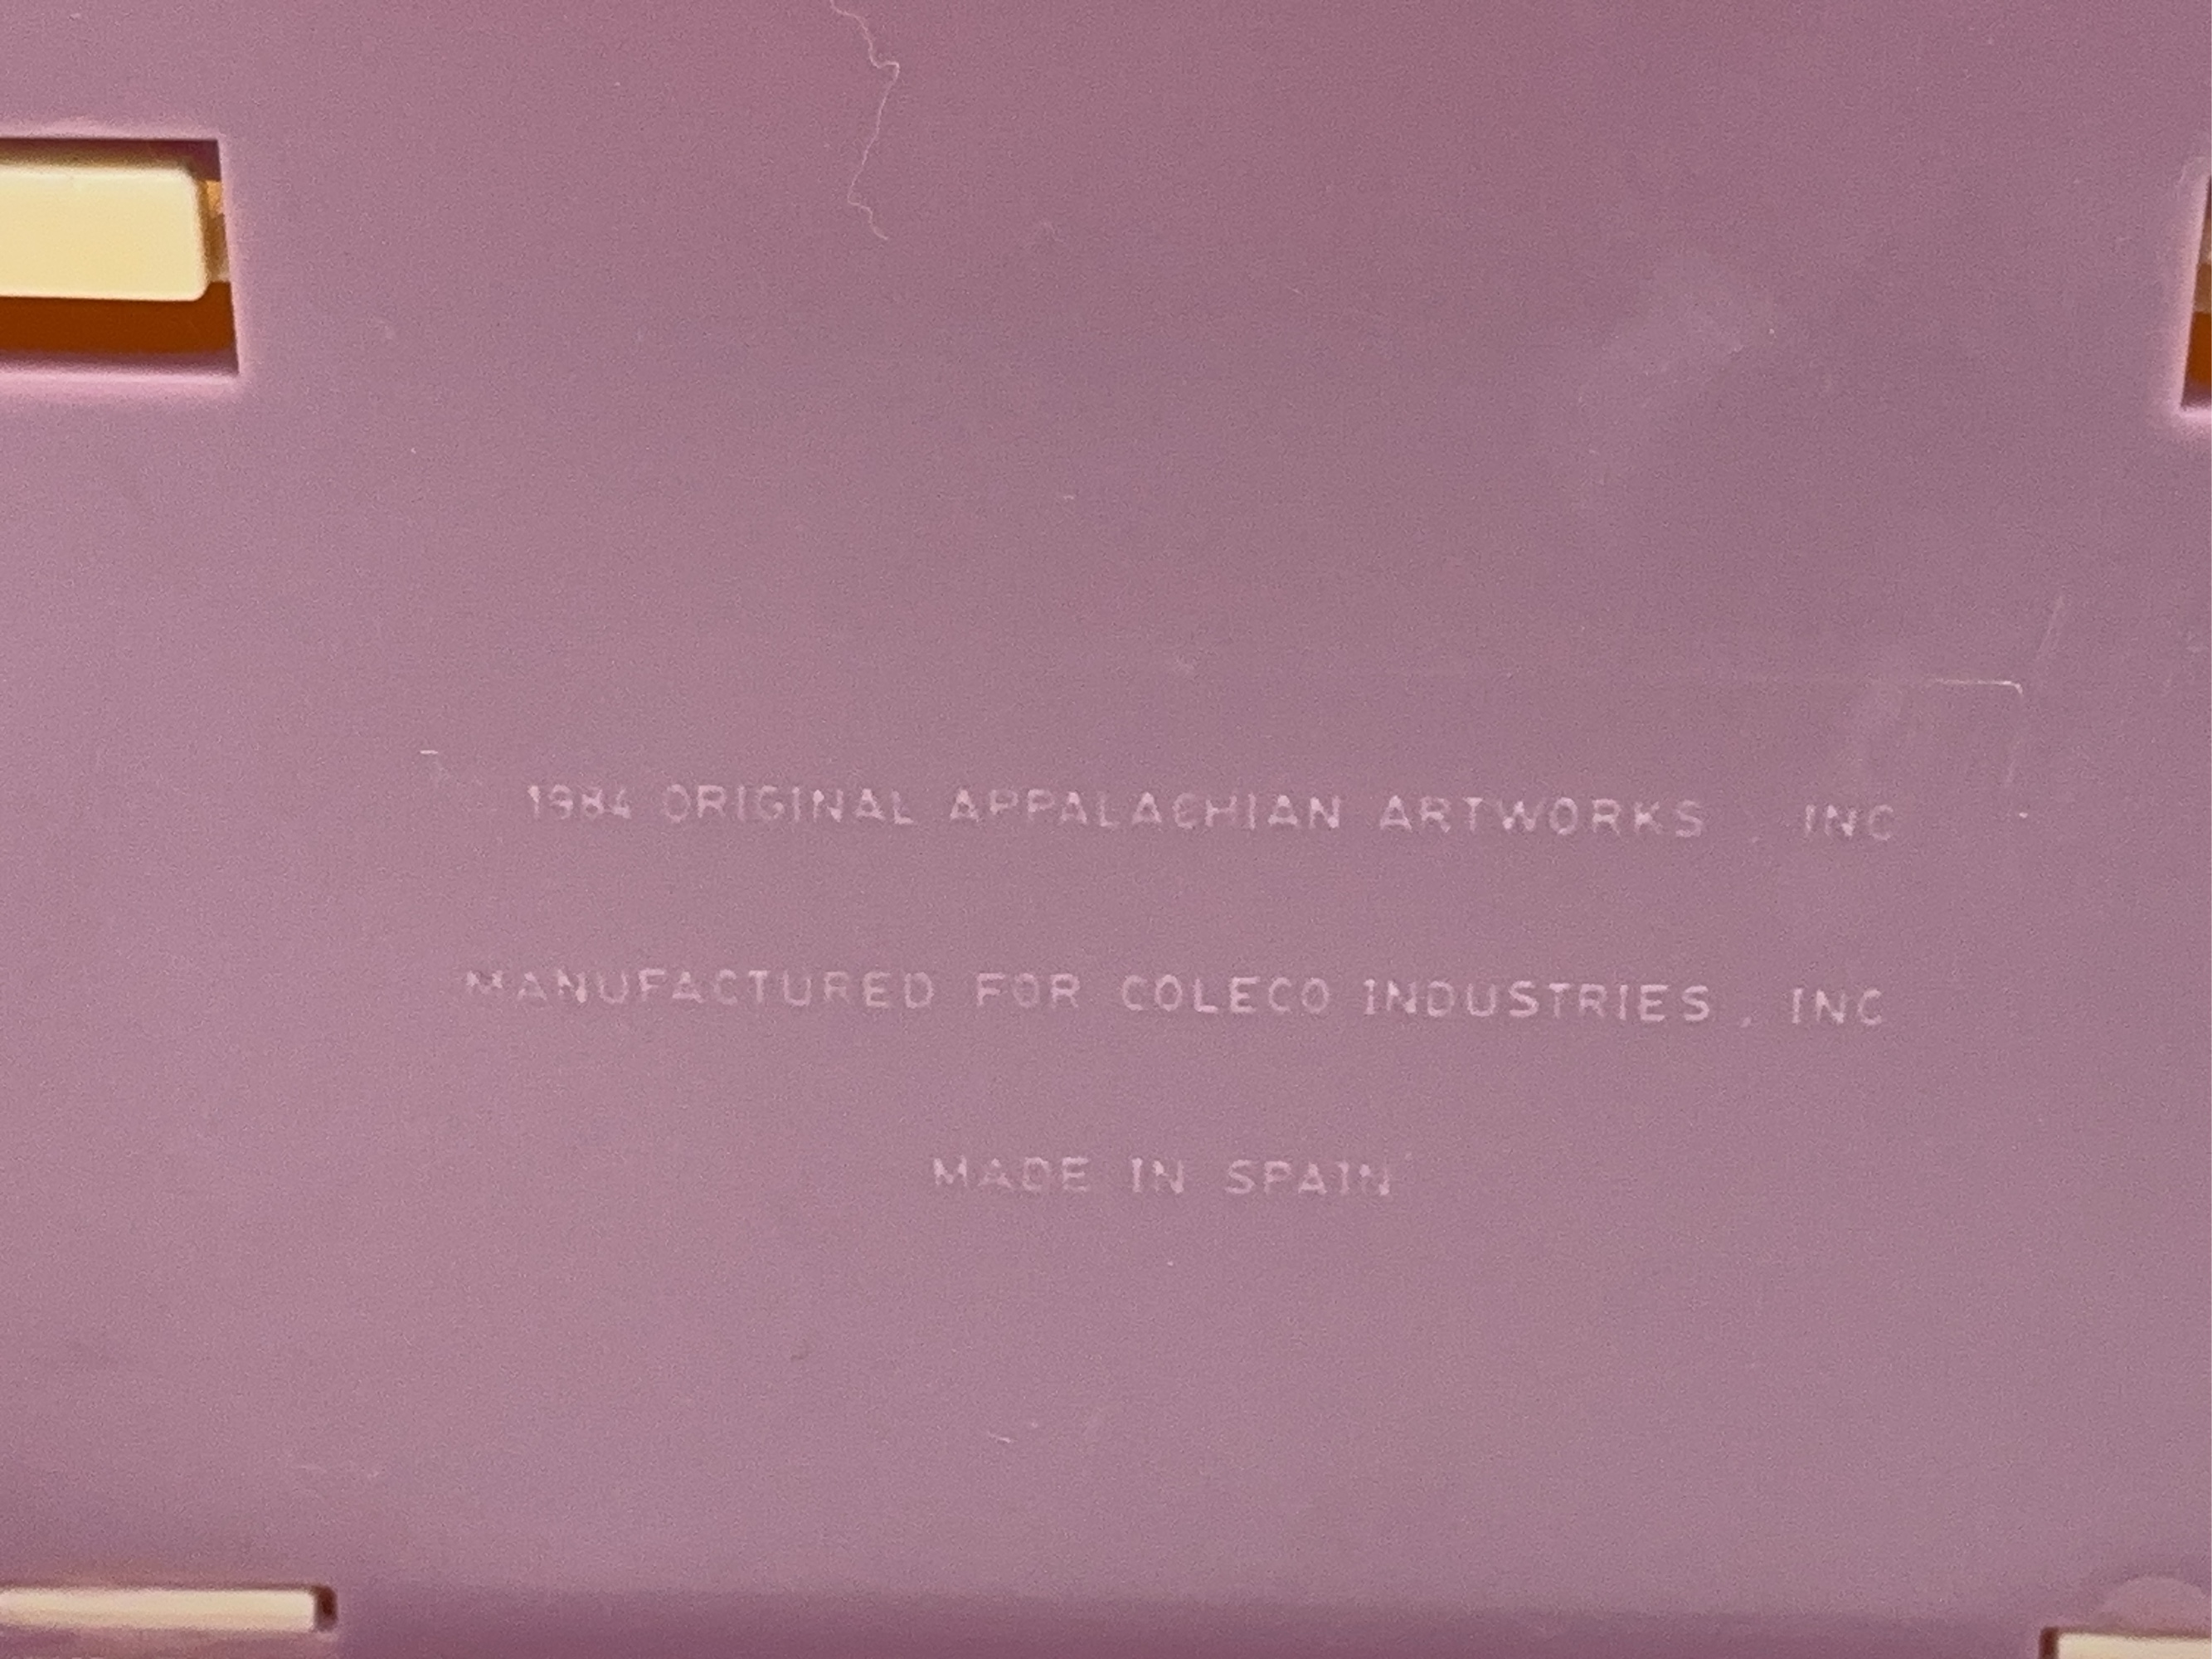 1984 ORIGINAL APPALACHIAN ARTWORKS , INC
MANUFACTURED FOR COLECO INDUSTRIES , INC
MADE IN SPAIN